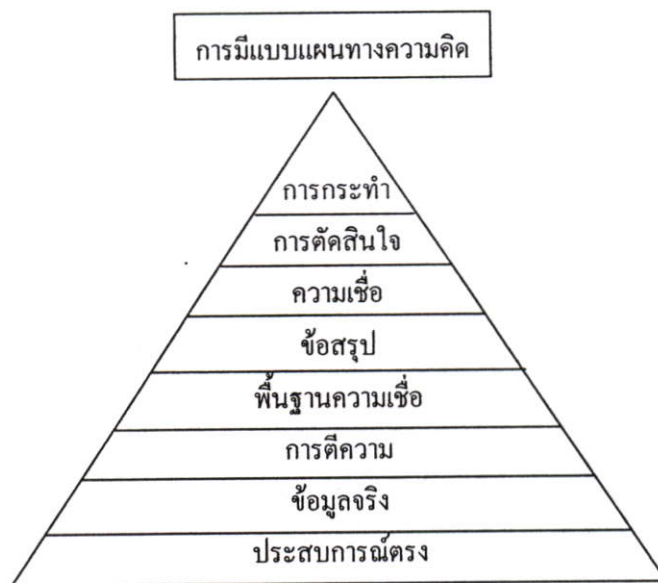 การมีแบบแผนทางความคิด
การกระทำ
การตัดสินใจ
ความเชื่อ
ข้อสรุป
พื้นฐานความเชื่อ
การตีความ
ข้อมูลจริง
ประสบการณ์ตรง